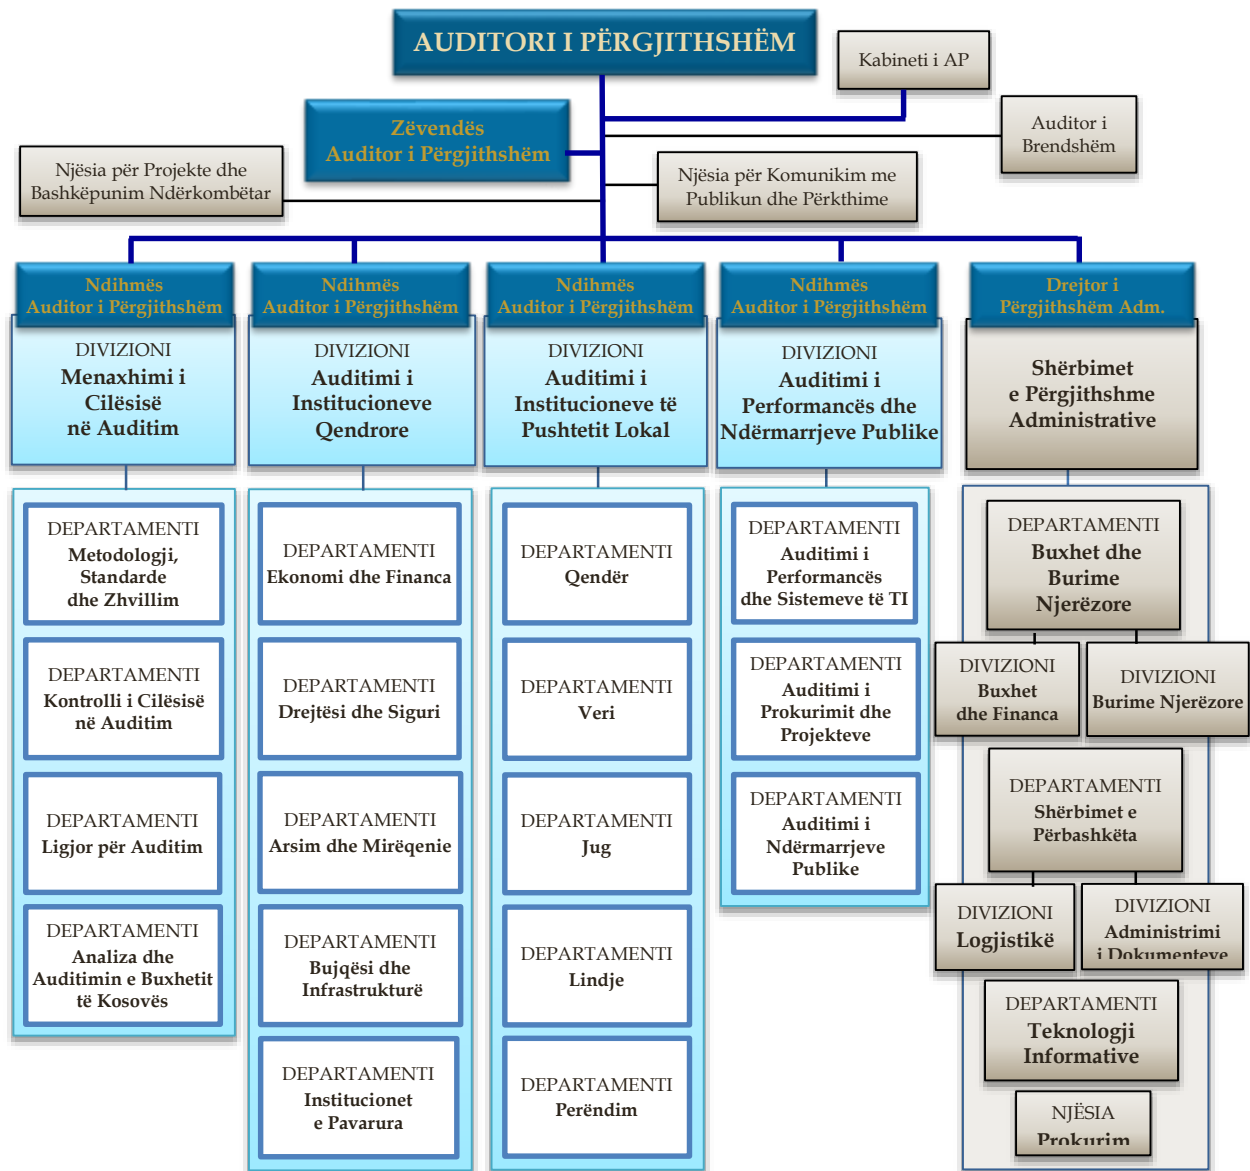 AUDITORI I PËRGJITHSHËM
Kabineti i AP
Zëvendës
Auditor i Përgjithshëm
Auditor i
Brendshëm
Njësia për Projekte dhe
Bashkëpunim Ndërkombëtar
Njësia për Komunikim me
Publikun dhe Përkthime
Ndihmës
Auditor i Përgjithshëm
DIVIZIONI
Menaxhimi i
Cilësisë
në Auditim
DEPARTAMENTI
Metodologji,
Standarde
dhe Zhvillim
DEPARTAMENTI
Kontrolli i Cilësisë
në Auditim
DEPARTAMENTI
Ligjor për Auditim
DEPARTAMENTI
Analiza dhe
Auditimin e Buxhetit
të Kosovës
Ndihmës
Auditor i Përgjithshëm
DIVIZIONI
Auditimi i
Institucioneve
Qendrore
DEPARTAMENTI
Ekonomi dhe Financa
DEPARTAMENTI
Drejtësi dhe Siguri
DEPARTAMENTI
Arsim dhe Mirëqenie
DEPARTAMENTI
Bujqësi dhe
Infrastrukturë
DEPARTAMENTI
Institucionet
e Pavarura
Ndihmës
Auditor i Përgjithshëm
DIVIZIONI
Auditimi i
Institucioneve të
Pushtetit Lokal
DEPARTAMENTI
Qendër
DEPARTAMENTI
Veri
DEPARTAMENTI
Jug
DEPARTAMENTI
Lindje
DEPARTAMENTI
Perëndim
Ndihmës
Auditor i Përgjithshëm
DIVIZIONI
Auditimi i
Performancës dhe
Ndërmarrjeve Publike
DEPARTAMENTI
Auditimi i
Performancës
dhe Sistemeve të TI
DEPARTAMENTI
Auditimi i
Prokurimit dhe
Projekteve
DEPARTAMENTI
Auditimi i
Ndërmarrjeve
Publike
Drejtor i
Përgjithshëm Adm.
Shërbimet
e Përgjithshme
Administrative
DEPARTAMENTI
Buxhet dhe
Burime
Njerëzore
DIVIZIONI
Buxhet
dhe Financa
DIVIZIONI
Burime Njerëzore
DEPARTAMENTI
Shërbimet e
Përbashkëta
DIVIZIONI
Logjistikë
DIVIZIONI
Administrimi
i Dokumenteve
DEPARTAMENTI
Teknologji
Informative
NJËSIA
Prokurim